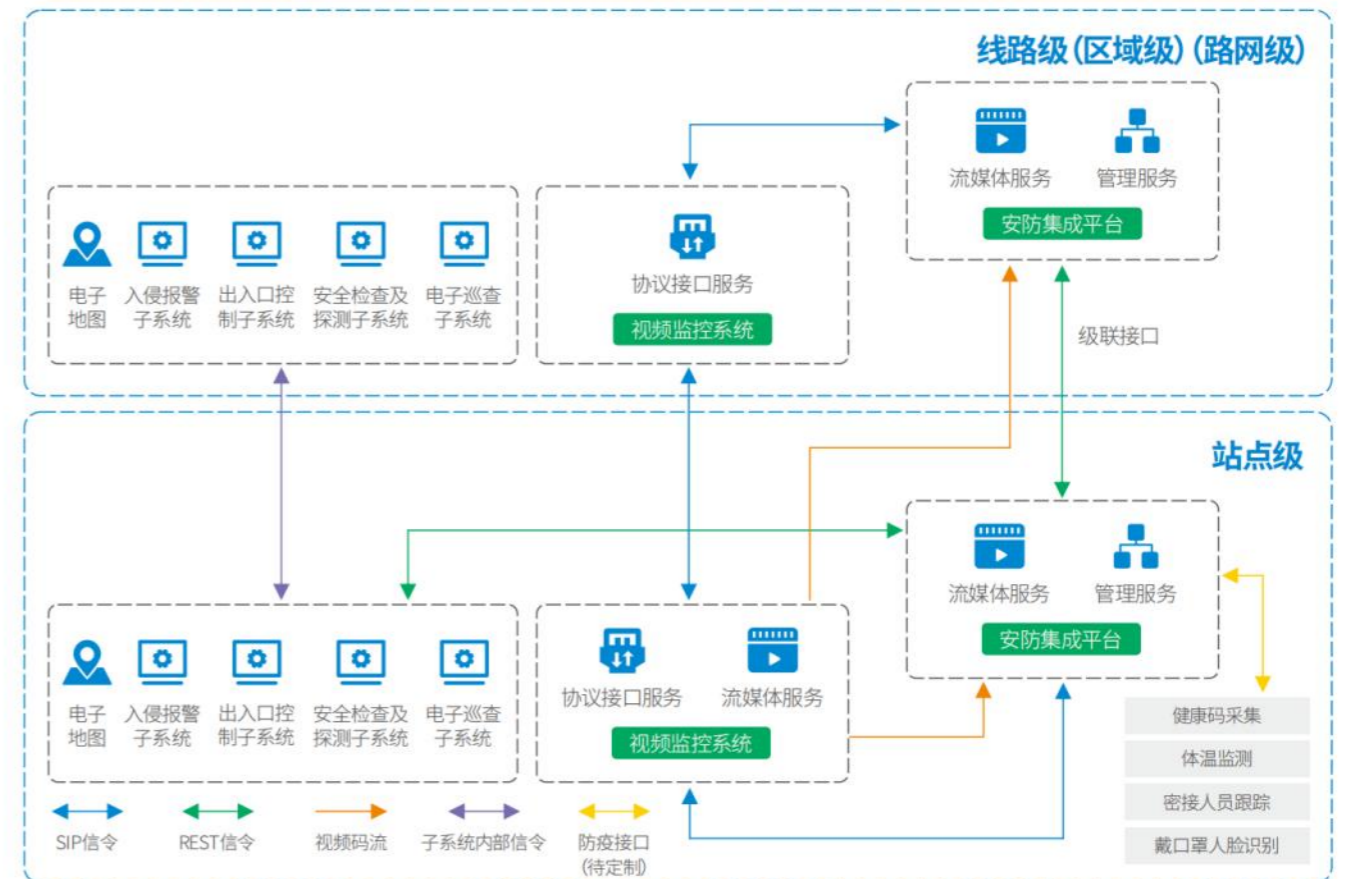 线路级(区域级)(路网级)
流媒体服务
管理服务
安防集成平台
电子
地图
入侵报警
子系统
出入口控
制子系统
安全检查及
探测子系统
电子巡查
子系统
协议接口服务
视频监控系统
级联接口
站点级
流媒体服务
管理服务
安防集成平台
电子
地图
入侵报警
子系统
出入口控
制子系统
安全检查及
探测子系统
电子巡查
子系统
协议接口服务
流媒体服务
视频监控系统
健康码采集
体温监测
密接人员跟踪
戴口罩人脸识别
SIP信令
REST信令
视频码流
子系统内部信令
防疫接口
(待定制)